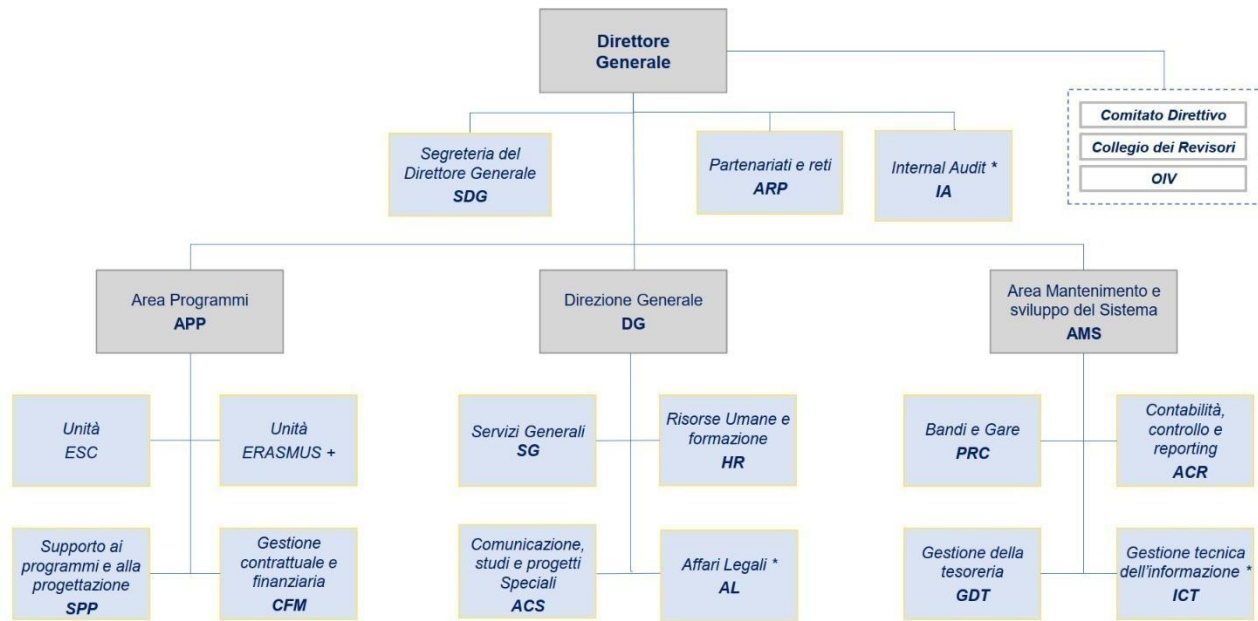 Direttore
Generale
Comitato Direttivo
Collegio dei Revisori
OIV
Segreteria del
Direttore Generale
SDG
Partenariati e reti
ARP
Internal Audit *
IA
Area Programmi
APP
Direzione Generale
DG
Area Mantenimento e
sviluppo del Sistema
AMS
Unità
ESC
Unità
ERASMUS +
Servizi Generali
SG
Risorse Umane e
formazione
HR
Bandi e Gare
PRC
Contabilità,
controllo e
reporting
ACR
Supporto ai
programmi e alla
progettazione
SPP
Gestione
contrattuale e
finanziaria
CFM
Comunicazione,
studi e progetti
Speciali
ACS
Affari Legali *
AL
Gestione della
tesoreria
GDT
Gestione tecnica
dell'informazione *
ICT